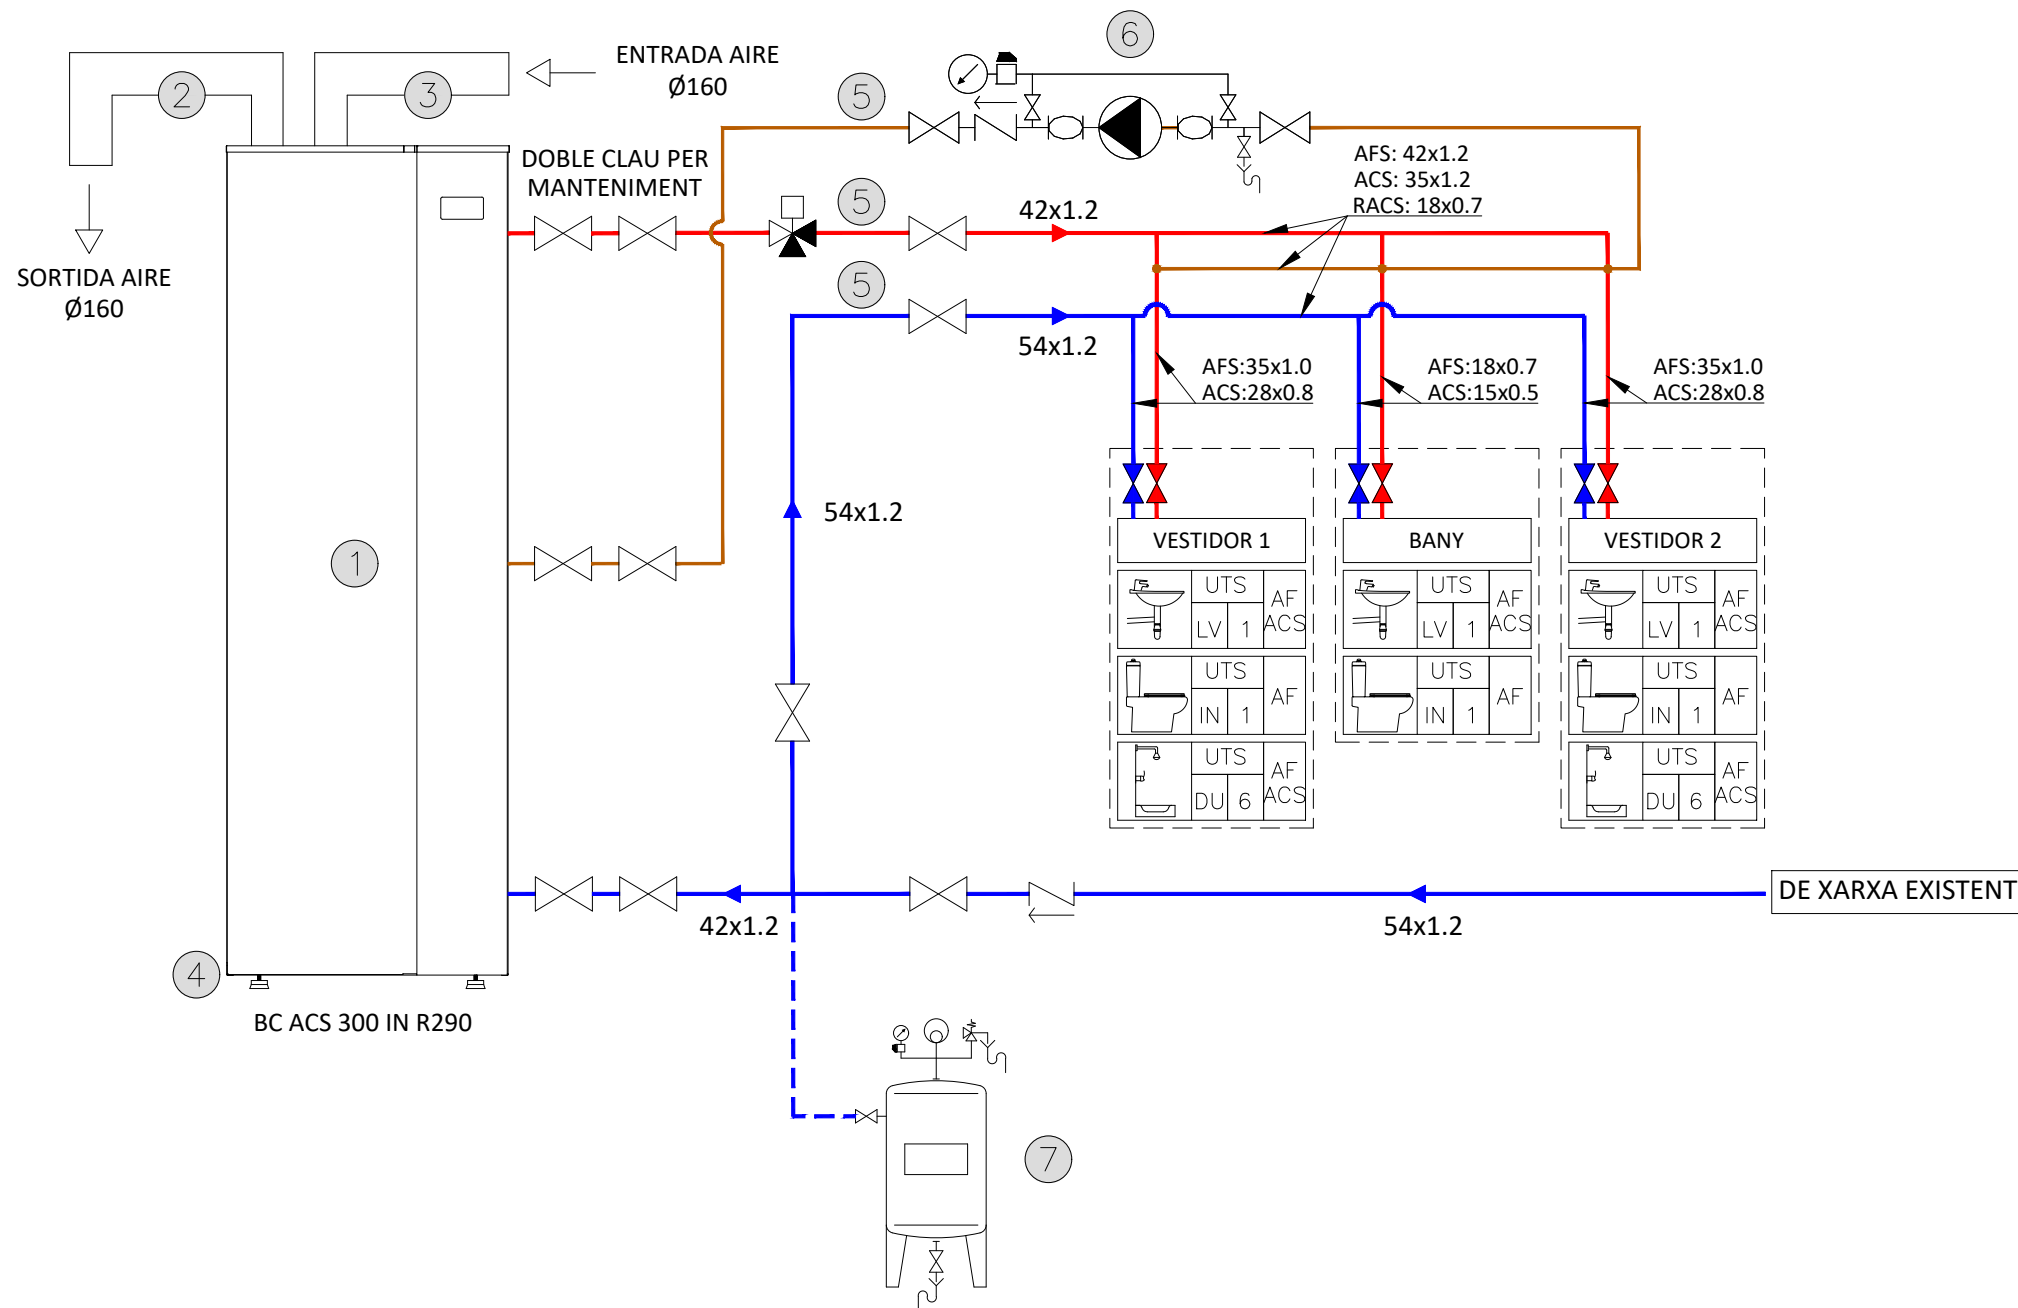 2
3
ENTRADA AIRE
Ø160
6
5
DOBLE CLAU PER
MANTENIMENT
AFS: 42x1.2
ACS: 35x1.2
RACS: 18x0.7
5
42x1.2
SORTIDA AIRE
Ø160
5
54x1.2
AFS:35x1.0
ACS:28x0.8
AFS:18x0.7
ACS:15x0.5
AFS:35x1.0
ACS:28x0.8
54x1.2
1
VESTIDOR 1
UTS
LV 1
AF
ACS
UTS
IN 1
AF
UTS
DU 6
AF
ACS
BANY
UTS
LV 1
AF
ACS
UTS
IN 1
AF
VESTIDOR 2
UTS
LV 1
AF
ACS
UTS
IN 1
AF
UTS
DU 6
AF
ACS
DE XARXA EXISTENT
42x1.2
54x1.2
4
BC ACS 300 IN R290
7